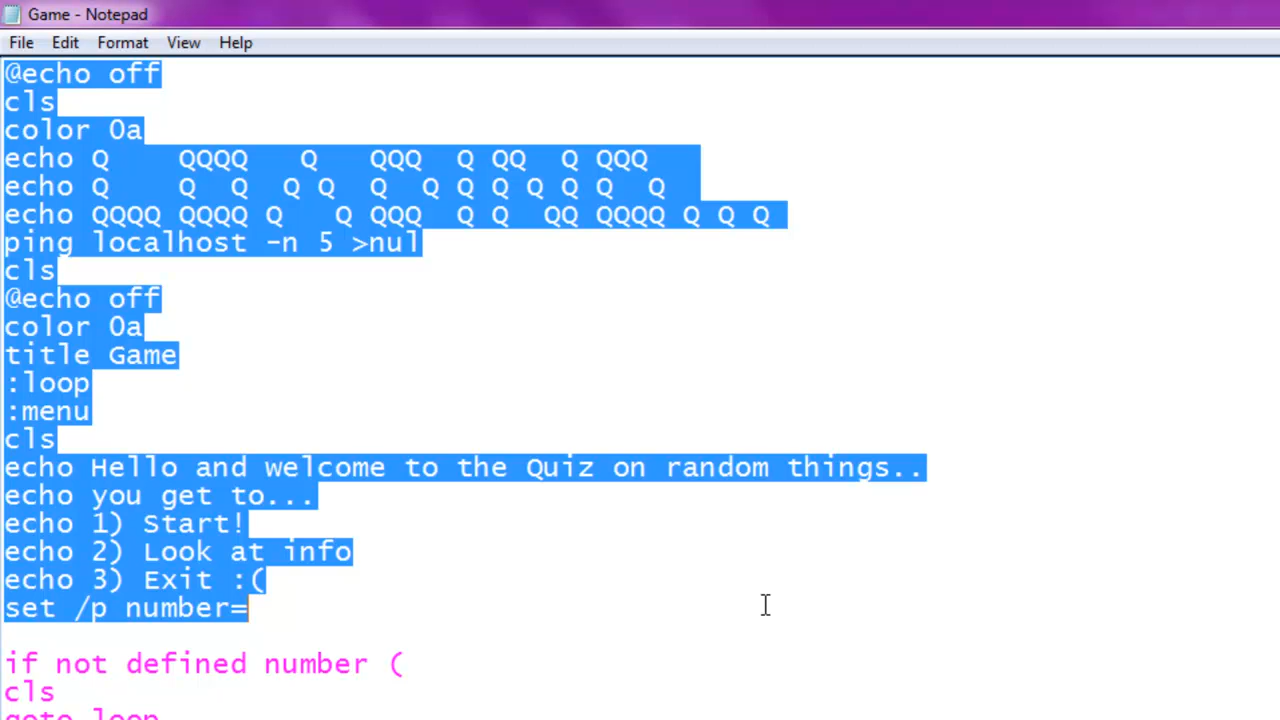 Game - Notepad
File Edit Format View Help
@echo off
cls
color 0a
echo Q     QQQQ   Q   QQQ  Q QQ  Q QQQ
echo Q     Q  Q  Q Q  Q  Q Q Q Q Q Q  Q
echo QQQQ QQQQ Q   Q QQQ  Q Q  QQ QQQQ Q Q Q
ping localhost -n 5 >nul
cls
@echo off
color 0a
title Game
:loop
:menu
cls
echo Hello and welcome to the Quiz on random things..
echo you get to...
echo 1) Start!
echo 2) Look at info
echo 3) Exit :(
set /p number=
if not defined number (
cls
goto loop